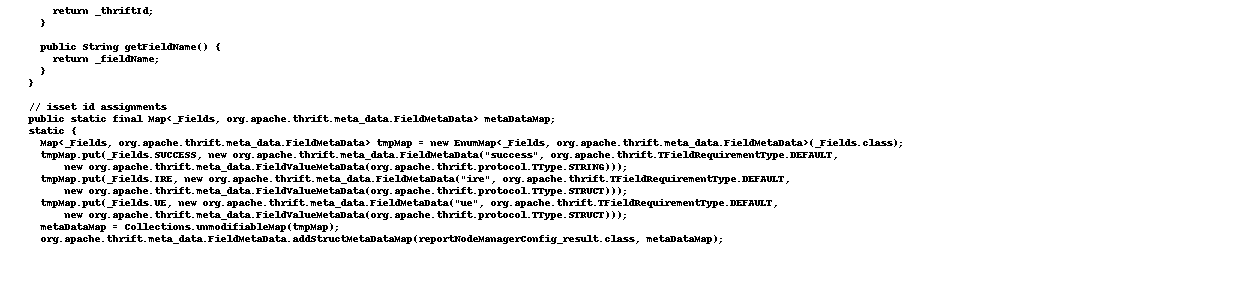 return _thriftId;
}
public String getFieldName() {
return _fieldName;
}
}
// isset id assignments
public static final Map<_Fields, org.apache.thrift.meta_data.FieldMetaData> metaDataMap;
static {
Map<_Fields, org.apache.thrift.meta_data.FieldMetaData> tmpMap = new EnumMap<_Fields, org.apache.thrift.meta_data.FieldMetaData>(_Fields.class);
tmpMap.put(_Fields.SUCCESS, new org.apache.thrift.meta_data.FieldMetaData("success", org.apache.thrift.TFieldRequirementType.DEFAULT,
new org.apache.thrift.meta_data.FieldValueMetaData(org.apache.thrift.protocol.TType.STRING)));
tmpMap.put(_Fields.IRE, new org.apache.thrift.meta_data.FieldMetaData("ire", org.apache.thrift.TFieldRequirementType.DEFAULT,
new org.apache.thrift.meta_data.FieldValueMetaData(org.apache.thrift.protocol.TType.STRUCT)));
tmpMap.put(_Fields.UE, new org.apache.thrift.meta_data.FieldMetaData("ue", org.apache.thrift.TFieldRequirementType.DEFAULT,
new org.apache.thrift.meta_data.FieldValueMetaData(org.apache.thrift.protocol.TType.STRUCT)));
metaDataMap = Collections.unmodifiableMap(tmpMap);
org.apache.thrift.meta_data.FieldMetaData.addStructMetaDataMap(reportNodeManagerConfig_result.class, metaDataMap);